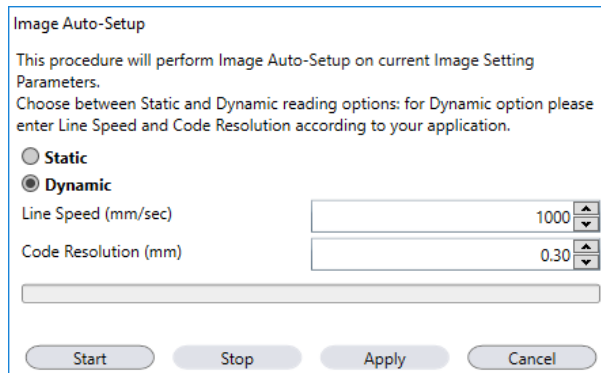 Image Auto-Setup
This procedure will perform Image Auto-Setup on current Image Setting
Parameters.
Choose between Static and Dynamic reading options: for Dynamic option please
enter Line Speed and Code Resolution according to your application.
Static
Dynamic
Line Speed (mm/sec) 1000
Code Resolution (mm) 0.30
Start Stop Apply Cancel